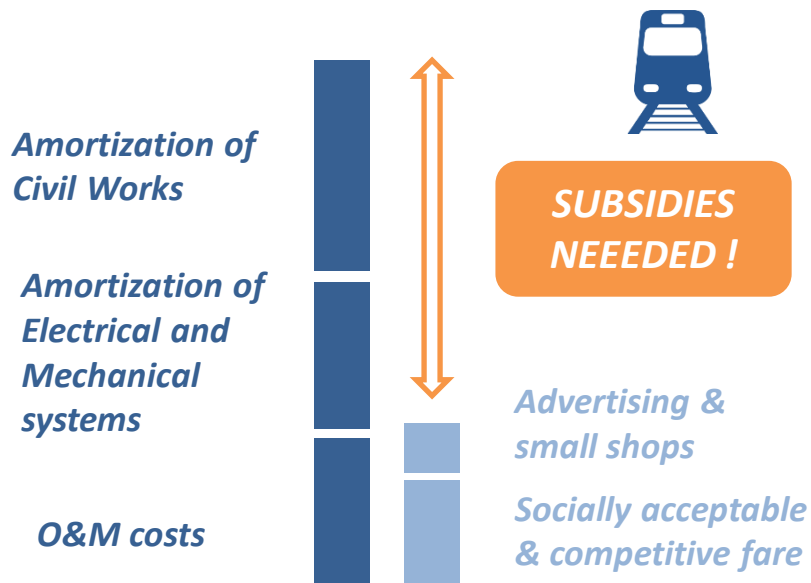 Amortization of
Civil Works
SUBSIDIES
NEEEDED !
Amortization of
Electrical and
Mechanical
systems
Advertising &
small shops
O&M costs
Socially acceptable
& competitive fare